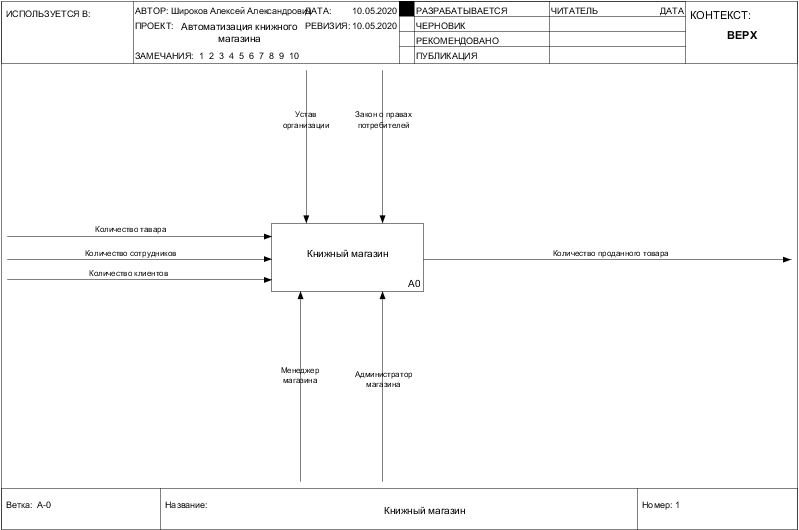 ИСПОЛЬЗУЕТСЯ В:
АВТОР: Широков Алексей Александрович ДАТА: 10.05.2020
ПРОЕКТ: Автоматизация книжного
магазина
РЕВИЗИЯ: 10.05.2020
ЗАМЕЧАНИЯ: 1 2 3 4 5 6 7 8 9 10
РАЗРАБАТЫВАЕТСЯ
ЧЕРНОВИК
РЕКОМЕНДОВАНО
ПУБЛИКАЦИЯ
ЧИТАТЕЛЬ ДАТА
КОНТЕКСТ:
ВЕРХ
Устав
организации
Закон о правах
потребителей
Количество тавара
Количество сотрудников
Количество клиентов
Книжный магазин
A0
Количество проданного товара
Менеджер
магазина
Администратор
магазина
Ветка: A-0
Название:
Книжный магазин
Номер: 1